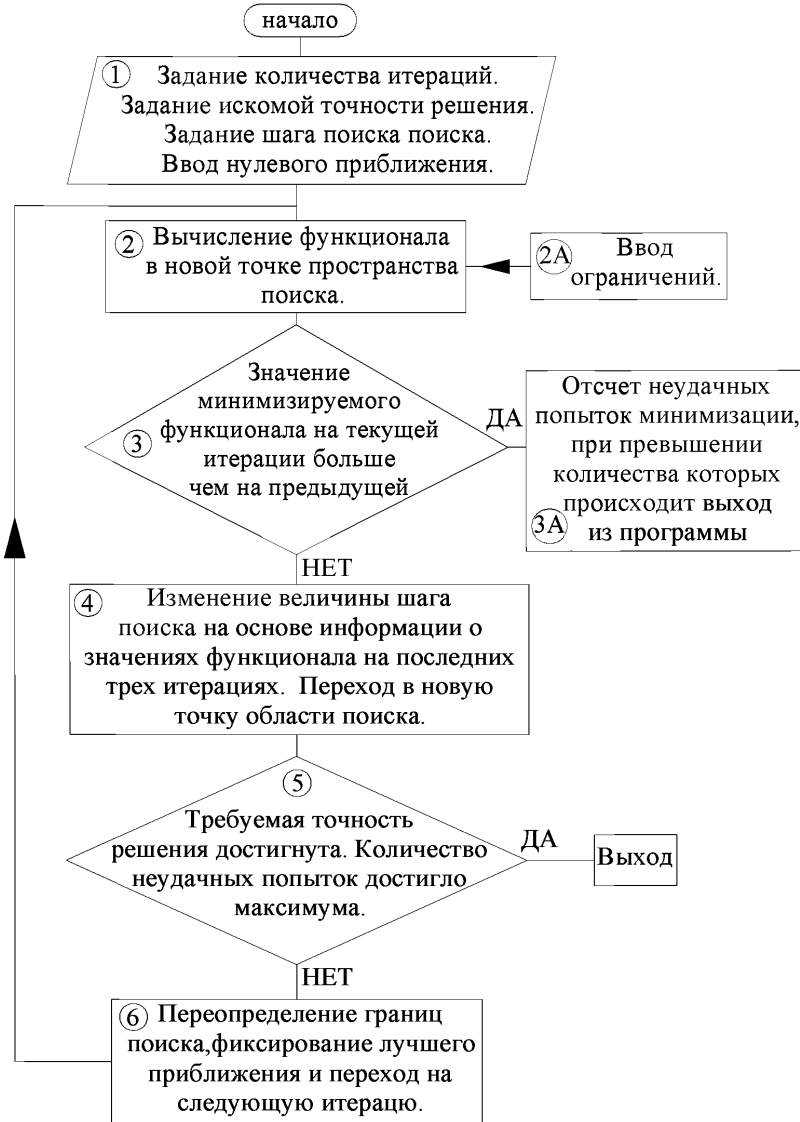 начало
1 Задание количества итераций.
Задание искомой точности решения.
Задание шага поиска поиска.
Ввод нулевого приближения.
2 Вычисление функционала
в новой точке пространства
поиска.
2А Ввод
ограничений.
Значение
минимизируемого
3 функционала на текущей
итерации больше
чем на предыдущей
ДА
Отсчет неудачных
попыток минимизации,
при превышении
количества которых
происходит выход
3А из программы
НЕТ
4 Изменение величины шага
поиска на основе информации о
значениях функционала на последних
трех итерациях. Переход в новую
точку области поиска.
5
Требуемая точность
решения достигнута. Количество
неудачных попыток достигло
максимума.
ДА
Выход
НЕТ
6 Переопределение границ
поиска,фиксирование лучшего
приближения и переход на
следующую итерацю.